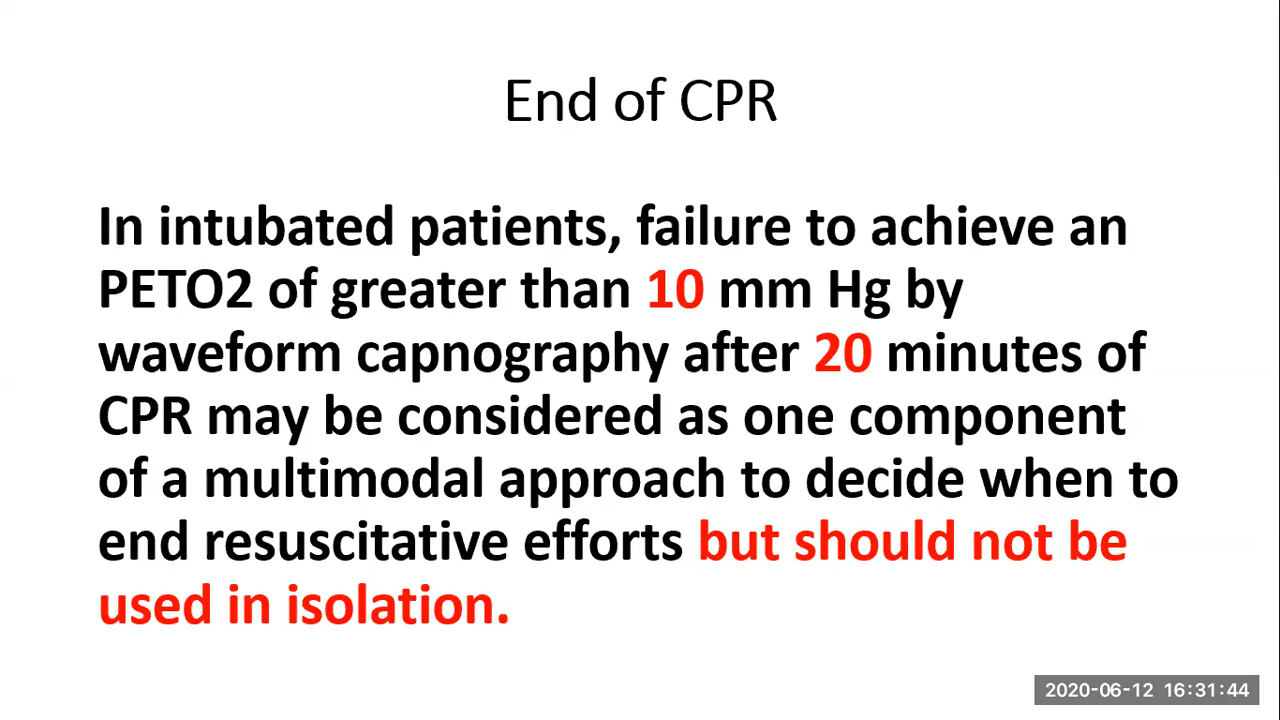 End of CPR
In intubated patients, failure to achieve an
PETO2 of greater than 10 mm Hg by
waveform capnography after 20 minutes of
CPR may be considered as one component
of a multimodal approach to decide when to
end resuscitative efforts but should not be
used in isolation.
2020-06-12 16:31:44